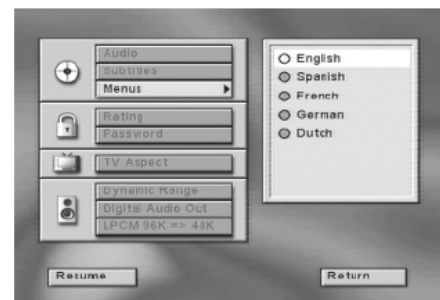 Audio
Subtitles
Menus
Rating
Password
TV Aspect
Dynamic Range
Digital Audio Out
LPCM 96K => 48K
English
Spanish
French
German
Dutch
Resume
Return